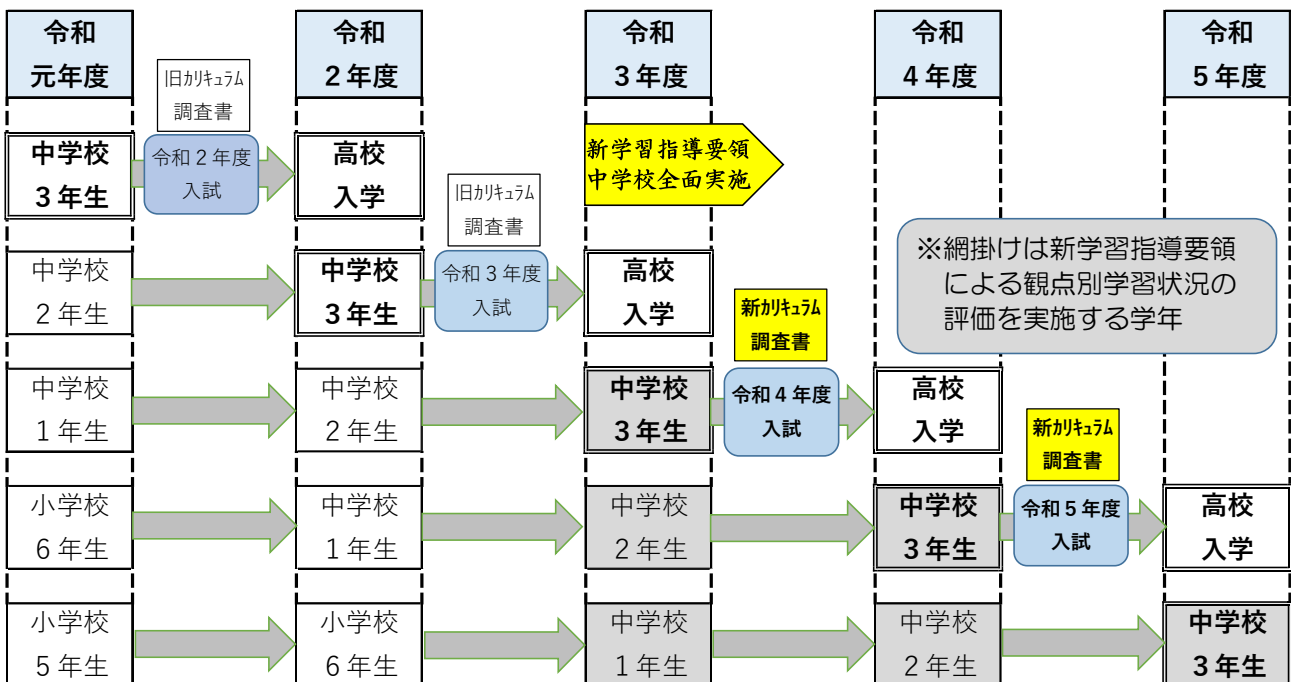 令和
元年度
令和
2年度
令和
3年度
令和
4年度
令和
5年度
旧ｶﾘｷｭﾗﾑ
調査書
中学校
3年生
令和2年度
入試
高校
入学
新学習指導要領
中学校全面実施
旧ｶﾘｷｭﾗﾑ
調査書
中学校
2年生
中学校
3年生
令和3年度
入試
高校
入学
※網掛けは新学習指導要領
による観点別学習状況の
評価を実施する学年
新ｶﾘｷｭﾗﾑ
調査書
中学校
1年生
中学校
2年生
中学校
3年生
令和4年度
入試
高校
入学
新ｶﾘｷｭﾗﾑ
調査書
小学校
6年生
中学校
1年生
中学校
2年生
中学校
3年生
令和5年度
入試
高校
入学
小学校
5年生
小学校
6年生
中学校
1年生
中学校
2年生
中学校
3年生